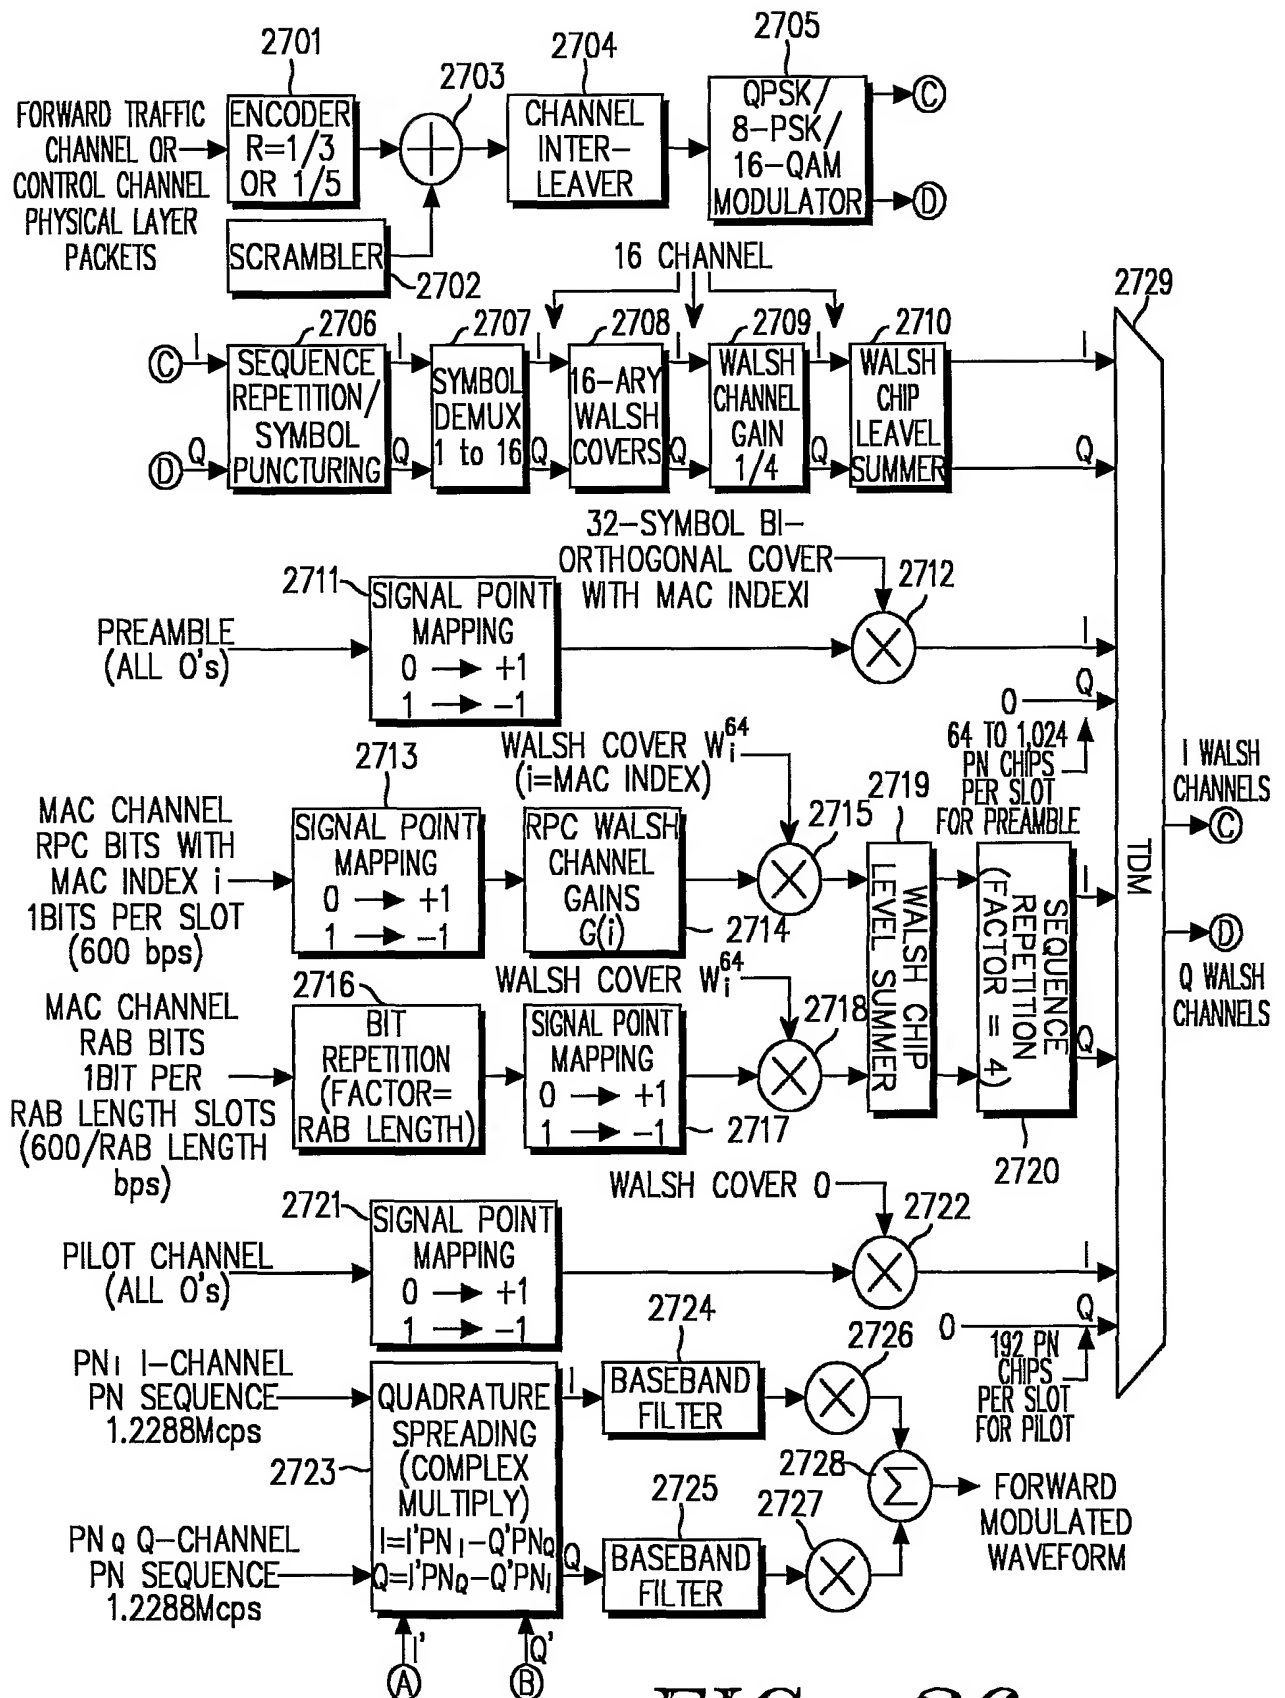 2701
2703
2704
2705
FORWARD TRAFFIC
CHANNEL OR
CONTROL CHANNEL
PHYSICAL LAYER
PACKETS
ENCODER
R=1/3
OR 1/5
CHANNEL
INTER-
LEAVER
QPSK/
8-PSK/
16-QAM
MODULATOR
C
D
SCRAMBLER
2702
16 CHANNEL
2729
2706
2707
2708
2709
2710
C
I
D
Q
SEQUENCE
REPETITION/
SYMBOL
PUNCTURING
I
Q
SYMBOL
DEMUX
1 to 16
I
Q
16-ARY
WALSH
COVERS
I
Q
WALSH
CHANNEL
GAIN
1/4
I
Q
WALSH
CHIP
LEAVEL
SUMMER
I
Q
32-SYMBOL BI-
ORTHOGONAL COVER
WITH MAC INDEXI
2711
2712
PREAMBLE
(ALL O's)
SIGNAL POINT
MAPPING
0 → +1
1 → -1
I
0
Q
64 TO 1,024
PN CHIPS
PER SLOT
FOR PREAMBLE
2713
WALSH COVER W_i^64
(i=MAC INDEX)
2715
2719
MAC CHANNEL
RPC BITS WITH
MAC INDEX i
1BITS PER SLOT
(600 bps)
SIGNAL POINT
MAPPING
0 → +1
1 → -1
RPC WALSH
CHANNEL
GAINS
G(i)
2714
WALSH CHIP
LEVEL SUMMER
SEQUENCE
REPETITION
(FACTOR = 4)
I
Q
TDM
I WALSH
CHANNELS
C
D
Q WALSH
CHANNELS
2716
WALSH COVER W_i^64
2718
MAC CHANNEL
RAB BITS
1BIT PER
RAB LENGTH SLOTS
(600/RAB LENGTH
bps)
BIT
REPETITION
(FACTOR=
RAB LENGTH)
SIGNAL POINT
MAPPING
0 → +1
1 → -1
2717
2720
WALSH COVER 0
2721
2722
PILOT CHANNEL
(ALL O's)
SIGNAL POINT
MAPPING
0 → +1
1 → -1
I
0
Q
192 PN
CHIPS
PER SLOT
FOR PILOT
2724
2726
PN I I-CHANNEL
PN SEQUENCE
1.2288Mcps
2723
QUADRATURE
SPREADING
(COMPLEX
MULTIPLY)
I=I'PN I-Q'PNQ
Q=I'PNQ-Q'PNI
I
BASEBAND
FILTER
2728
Σ
FORWARD
MODULATED
WAVEFORM
2725
2727
PN Q Q-CHANNEL
PN SEQUENCE
1.2288Mcps
Q
BASEBAND
FILTER
I'
Q'
A
B